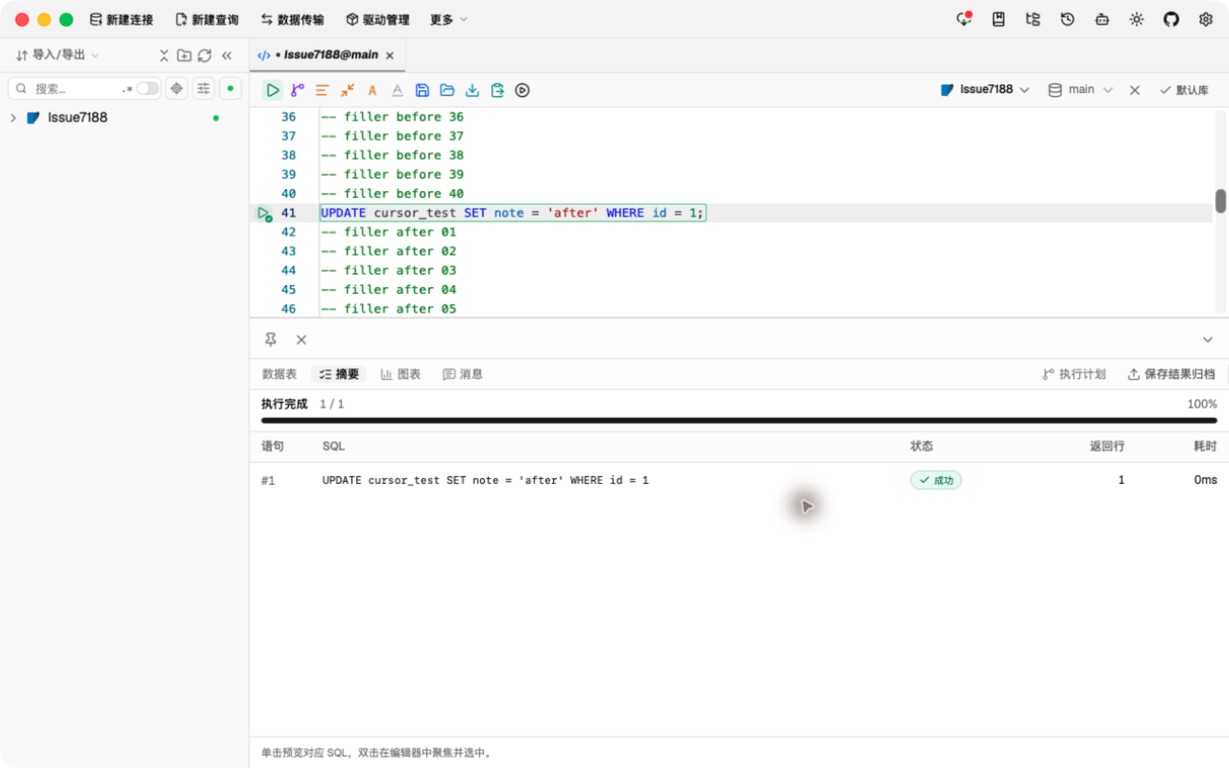 新建连接 新建查询 数据传输 驱动管理 更多
导入/导出
• Issue7188@main
搜索... .*
Issue7188 main 默认库
Issue7188
36 -- filler before 36
37 -- filler before 37
38 -- filler before 38
39 -- filler before 39
40 -- filler before 40
41 UPDATE cursor_test SET note = 'after' WHERE id = 1;
42 -- filler after 01
43 -- filler after 02
44 -- filler after 03
45 -- filler after 04
46 -- filler after 05
数据表 摘要 图表 消息 执行计划 保存结果归档
执行完成 1 / 1 100%
语句 SQL 状态 返回行 耗时
#1 UPDATE cursor_test SET note = 'after' WHERE id = 1 成功 1 0ms
单击预览对应 SQL，双击在编辑器中聚焦并选中。